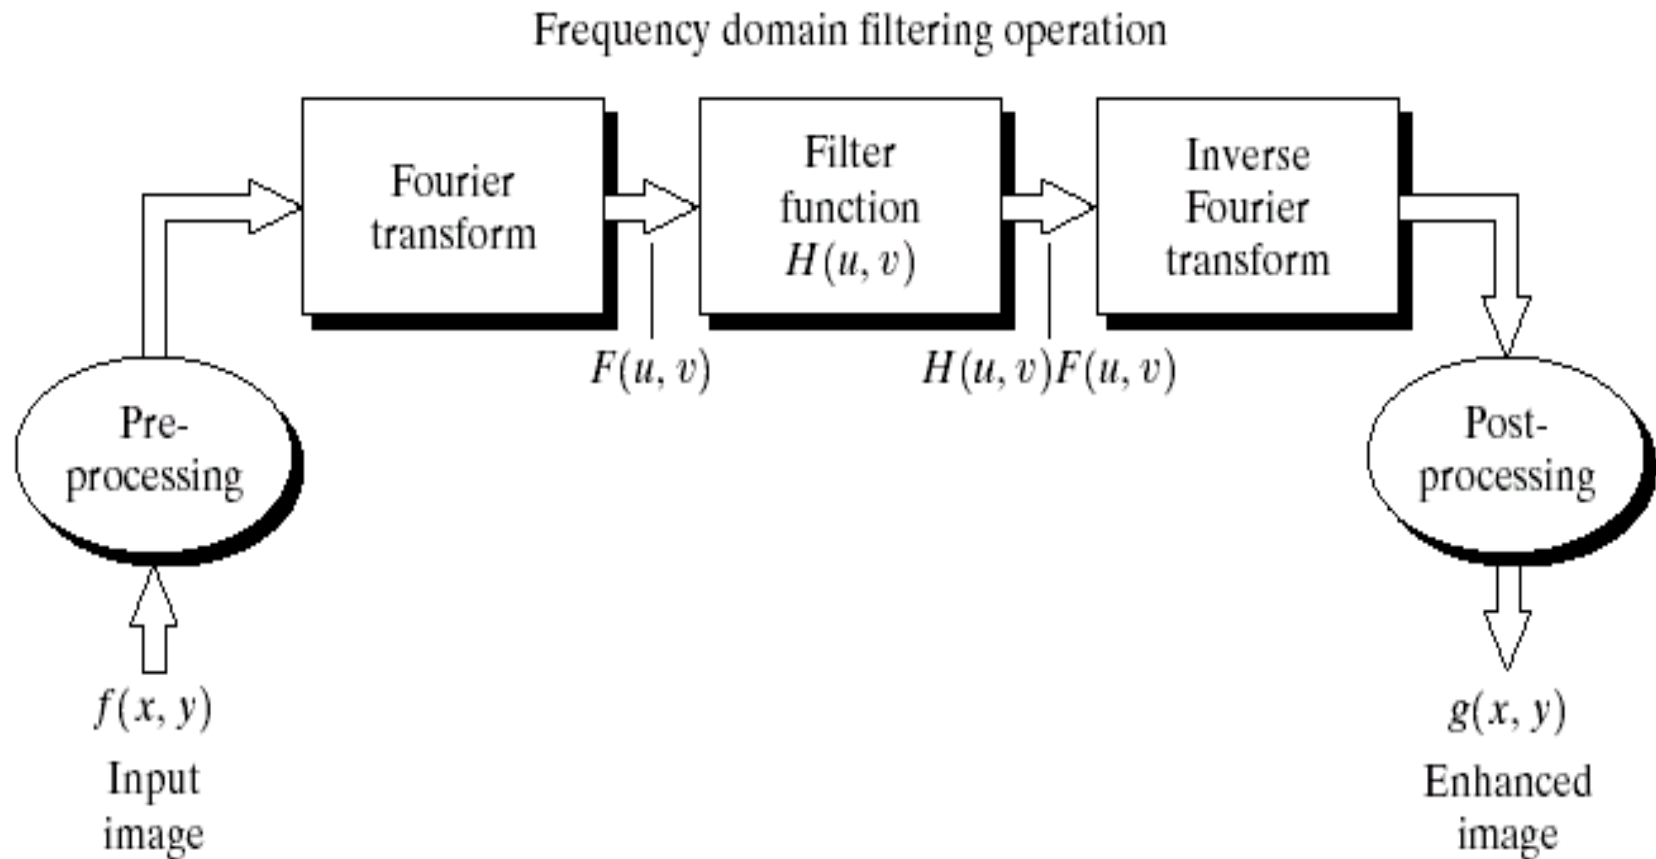 Frequency domain filtering operation
Fourier
transform
Filter
function
H(u, v)
Inverse
Fourier
transform
F(u, v)
H(u, v)F(u, v)
Pre-
processing
Post-
processing
f(x, y)
Input
image
g(x, y)
Enhanced
image